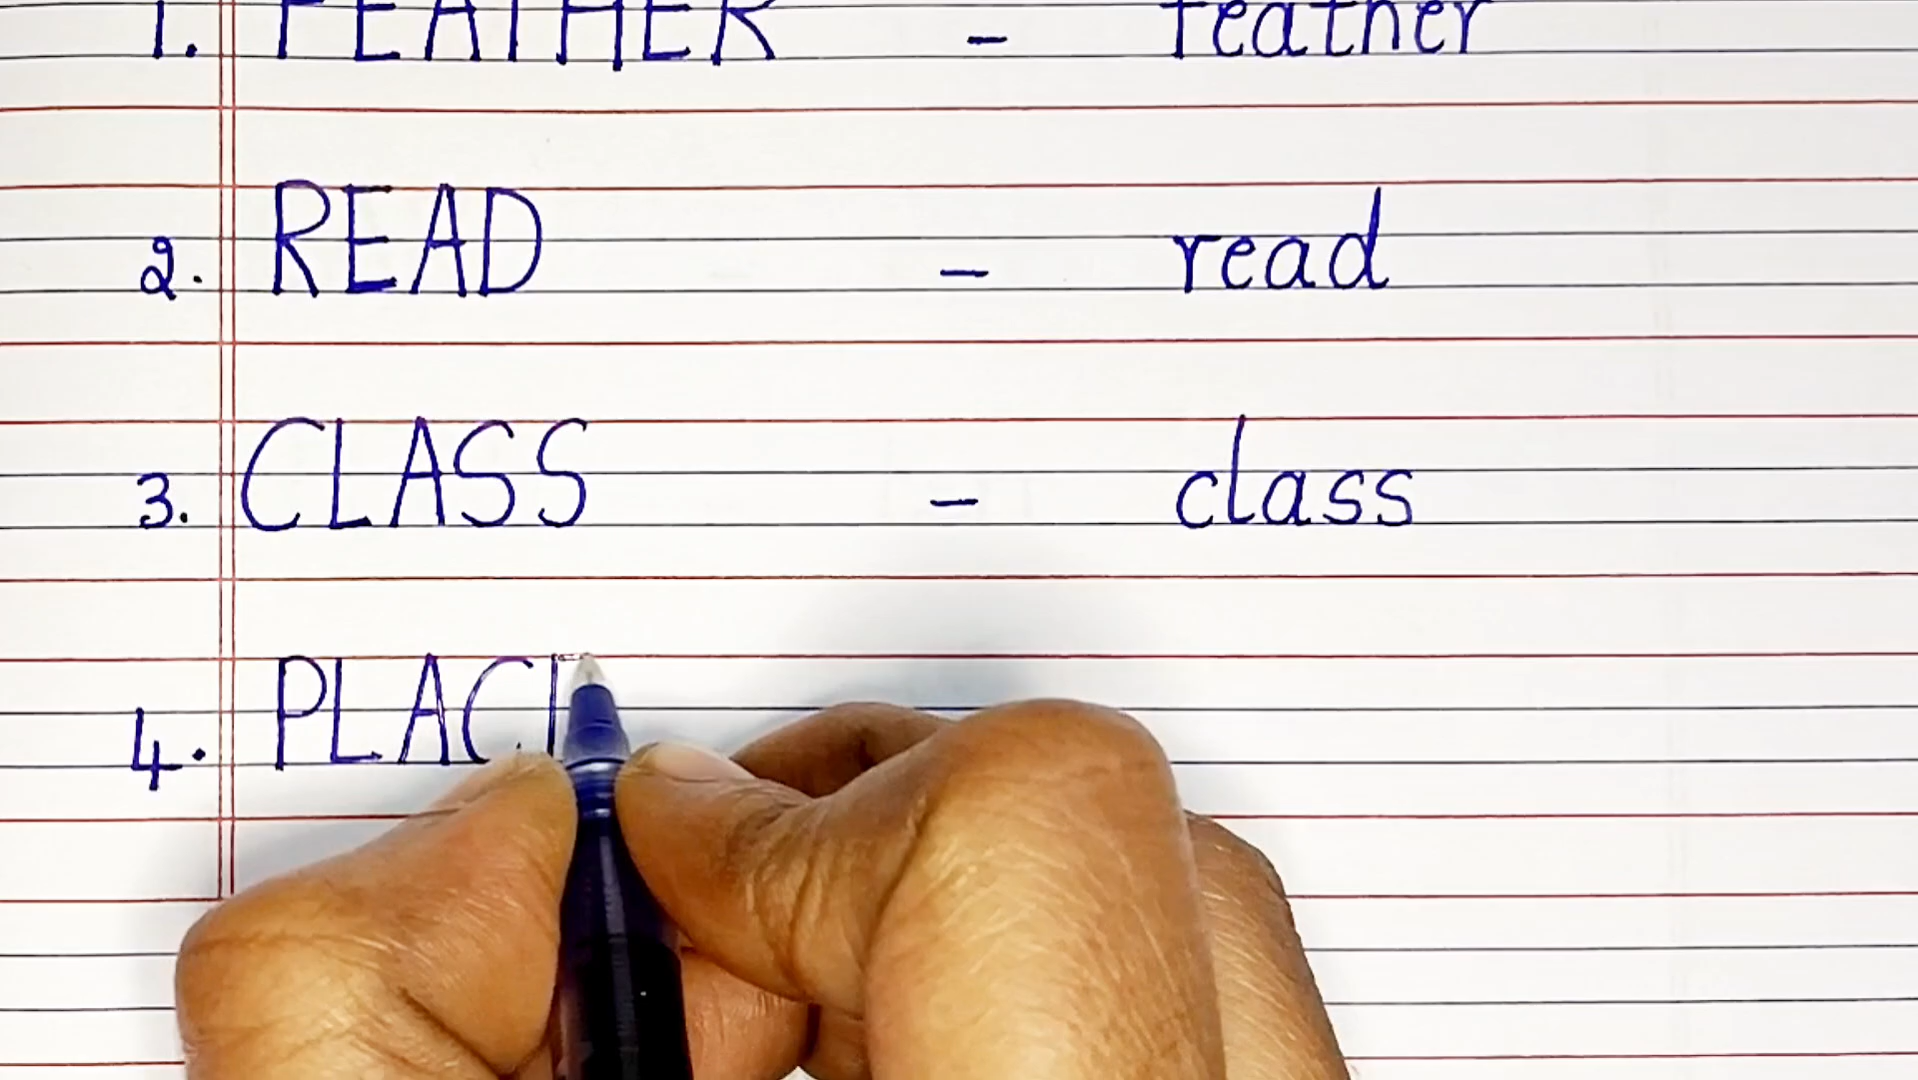 1. FEATHER - feather
2. READ - read
3. CLASS - class
4. PLAC